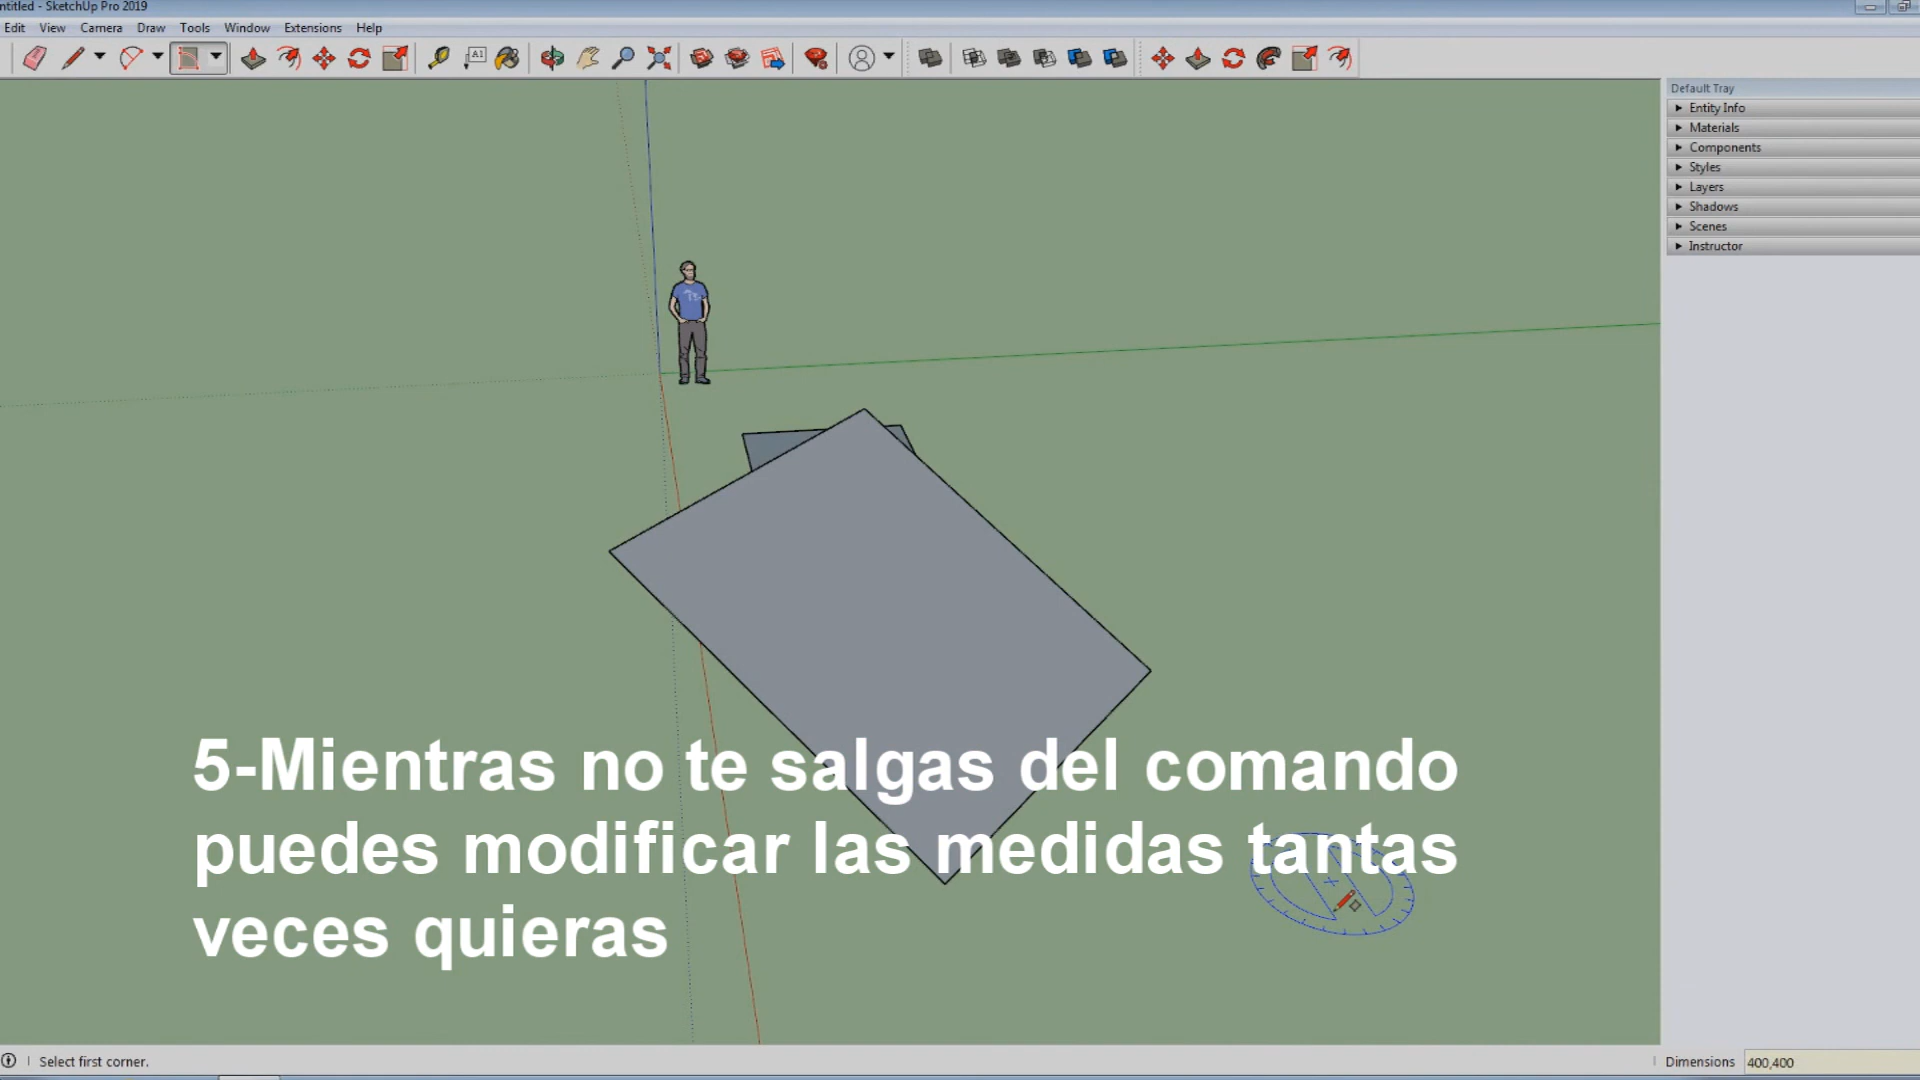 ntitled - SketchUp Pro 2019
Edit View Camera Draw Tools Window Extensions Help
A1
Default Tray
Entity Info
Materials
Components
Styles
Layers
Shadows
Scenes
Instructor
5-Mientras no te salgas del comando
puedes modificar las medidas tantas
veces quieras
Select first corner.
Dimensions 400,400